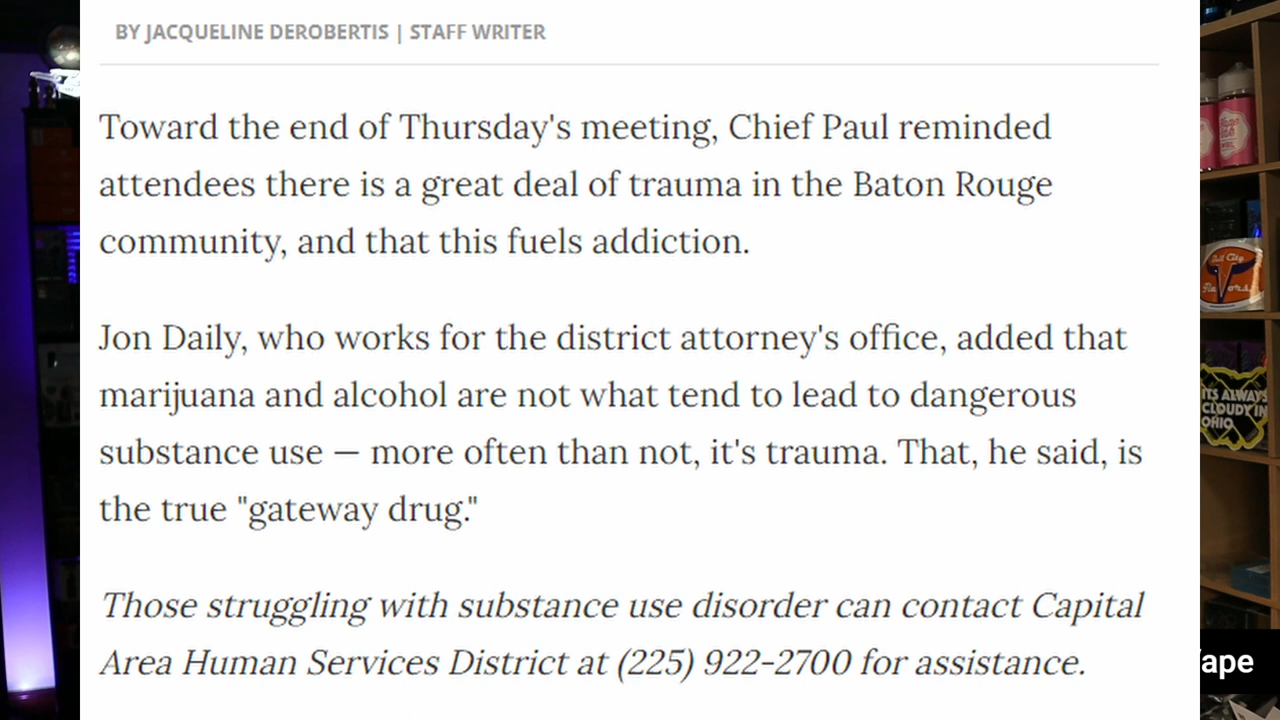 BY JACQUELINE DEROBERTIS | STAFF WRITER
Toward the end of Thursday's meeting, Chief Paul reminded
attendees there is a great deal of trauma in the Baton Rouge
community, and that this fuels addiction.
Jon Daily, who works for the district attorney's office, added that
marijuana and alcohol are not what tend to lead to dangerous
substance use — more often than not, it's trauma. That, he said, is
the true "gateway drug."
Those struggling with substance use disorder can contact Capital
Area Human Services District at (225) 922-2700 for assistance.
ITS ALWAYS
CLOUDY IN
OHIO